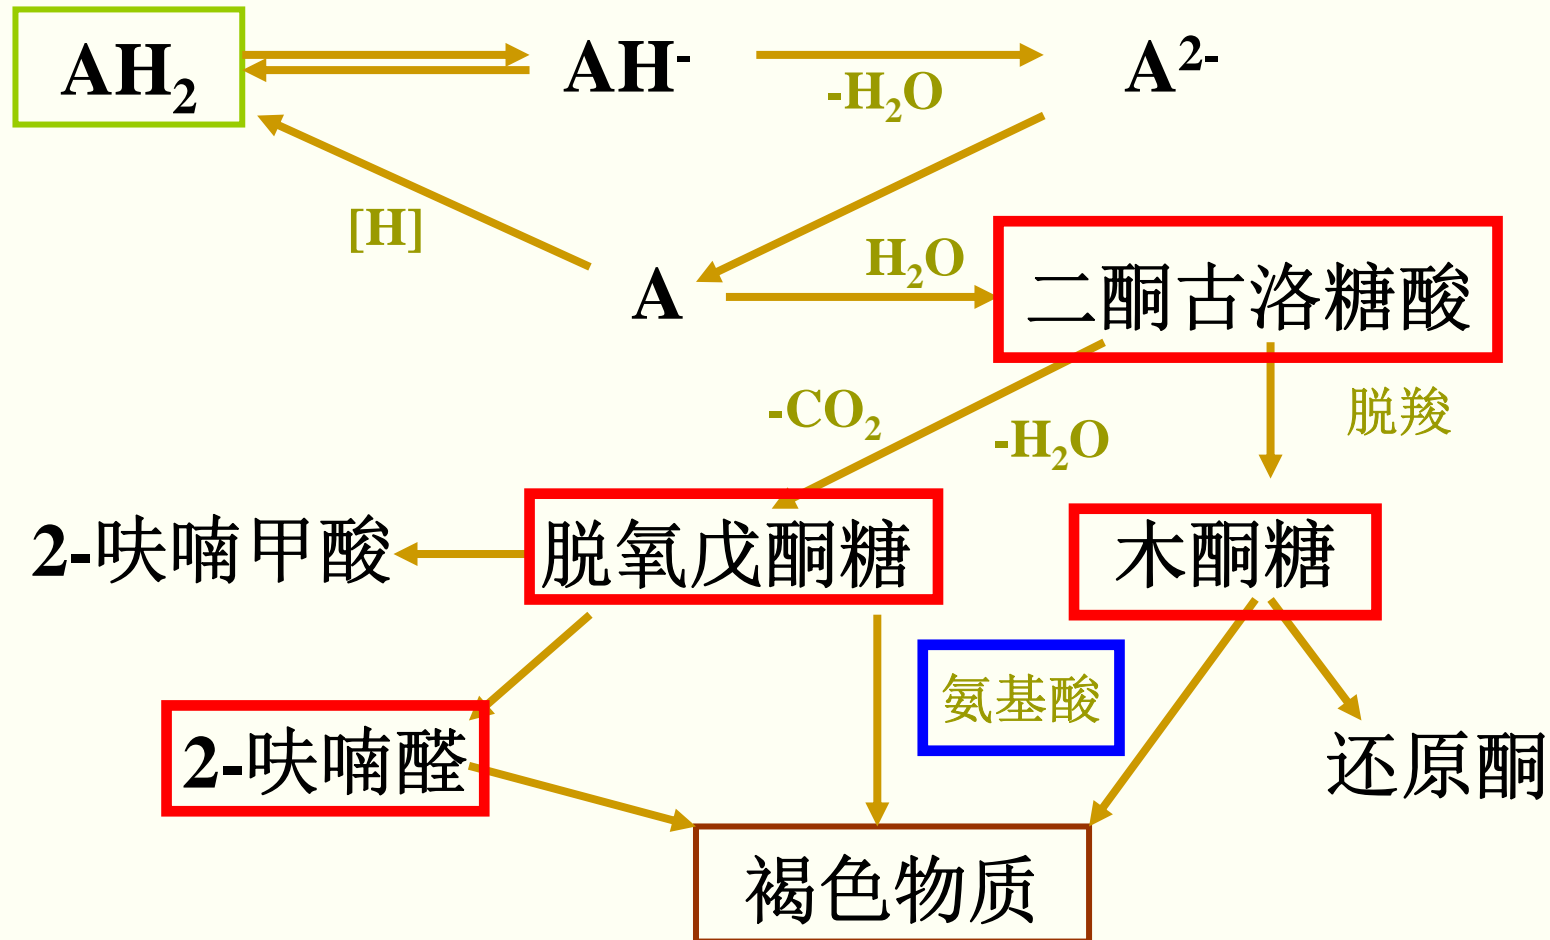 AH₂
AH⁻
A²⁻
-H₂O
[H]
A
H₂O
二酮古洛糖酸
-CO₂
-H₂O
脱羧
2-呋喃甲酸
脱氧戊酮糖
木酮糖
氨基酸
2-呋喃醛
还原酮
褐色物质